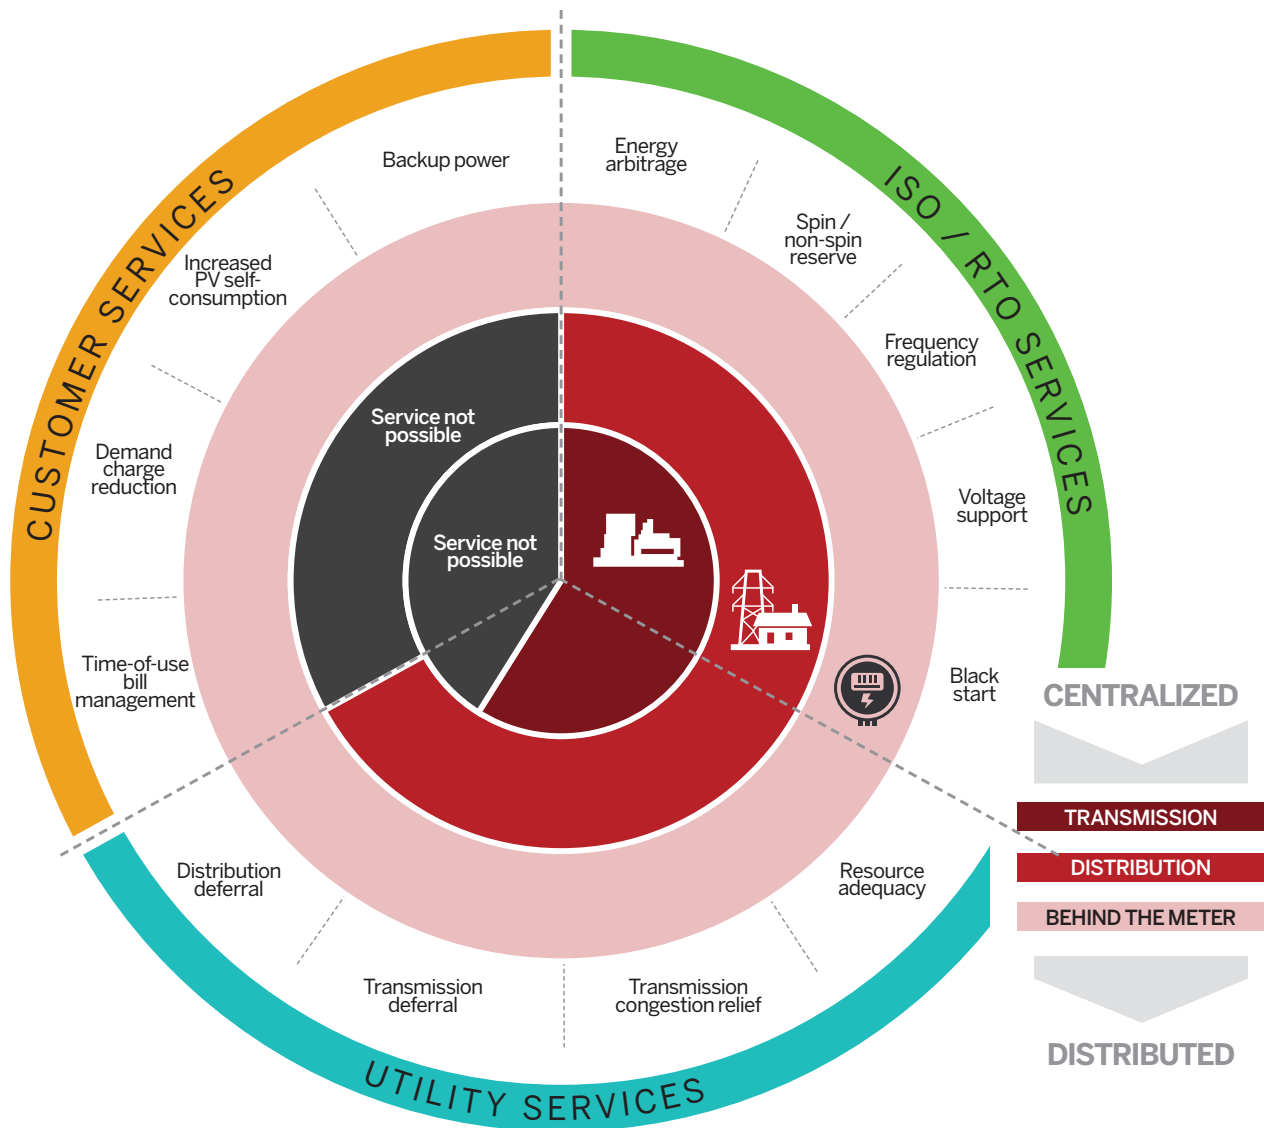 CUSTOMER SERVICES
ISO / RTO SERVICES
UTILITY SERVICES
Backup power
Energy
arbitrage
Spin /
non-spin
reserve
Increased
PV self-
consumption
Frequency
regulation
Demand
charge
reduction
Voltage
support
Service not
possible
Service not
possible
Time-of-use
bill
management
Black
start
Distribution
deferral
Resource
adequacy
Transmission
deferral
Transmission
congestion relief
CENTRALIZED
TRANSMISSION
DISTRIBUTION
BEHIND THE METER
DISTRIBUTED